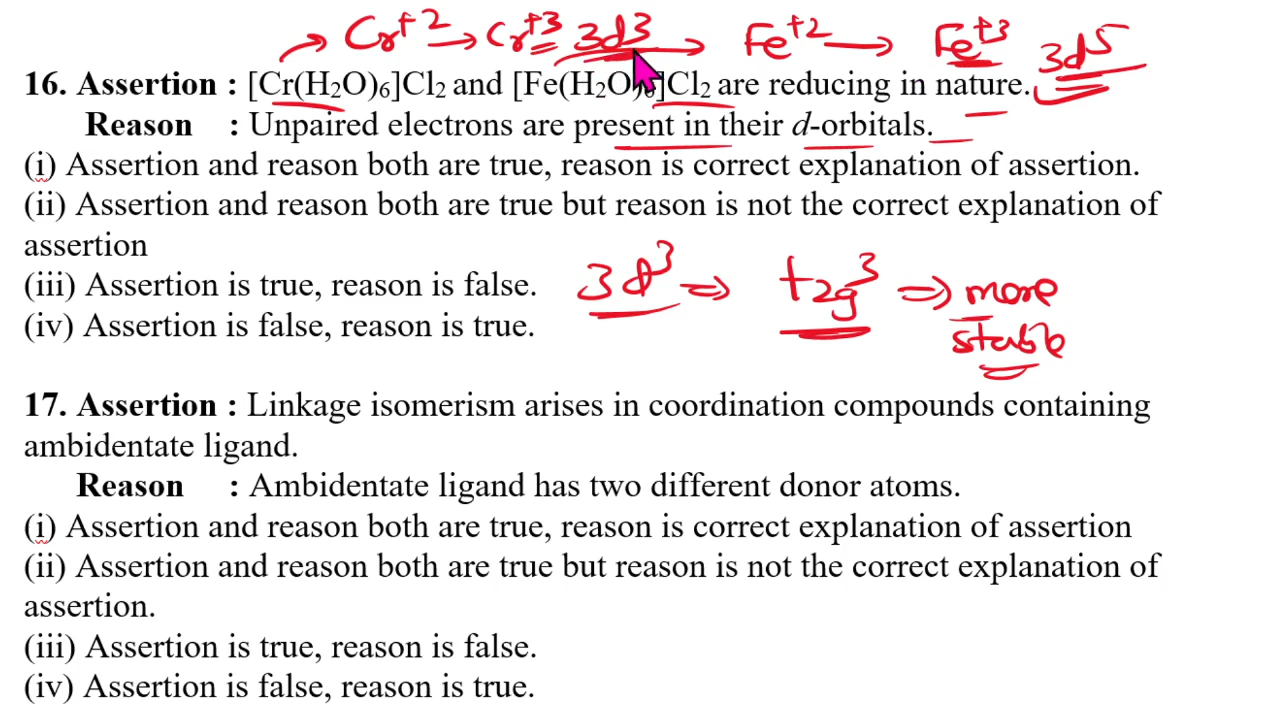 Cr+2 → Cr+3 3d3 → Fe+2 → Fe+3 3d5
16. Assertion : [Cr(H2O)6]Cl2 and [Fe(H2O)6]Cl2 are reducing in nature.
Reason : Unpaired electrons are present in their d-orbitals.
(i) Assertion and reason both are true, reason is correct explanation of assertion.
(ii) Assertion and reason both are true but reason is not the correct explanation of
assertion
(iii) Assertion is true, reason is false.
3d3 ⇒ t2g3 ⇒ more
stable
(iv) Assertion is false, reason is true.
17. Assertion : Linkage isomerism arises in coordination compounds containing
ambidentate ligand.
Reason : Ambidentate ligand has two different donor atoms.
(i) Assertion and reason both are true, reason is correct explanation of assertion
(ii) Assertion and reason both are true but reason is not the correct explanation of
assertion.
(iii) Assertion is true, reason is false.
(iv) Assertion is false, reason is true.